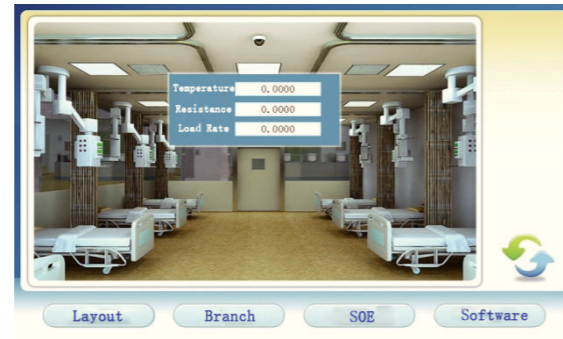 Temperature 0.0000
Resistance 0.0000
Load Rate 0.0000
Layout Branch SOE Software